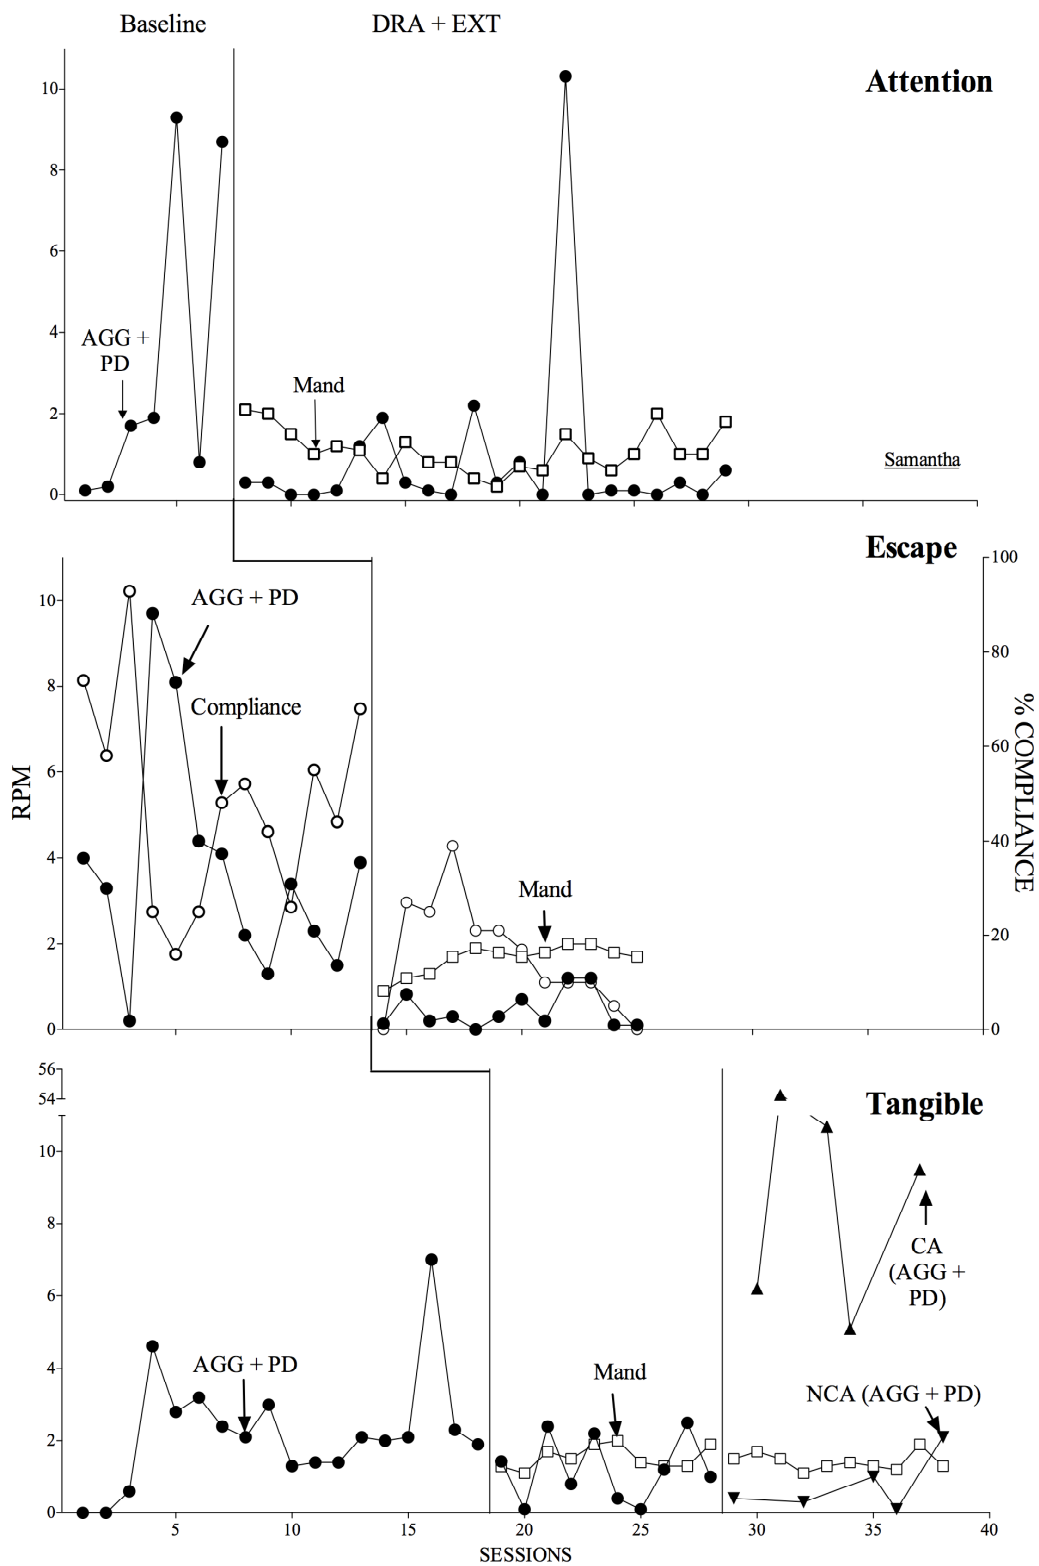 Baseline DRA + EXT
Attention
10
8
6
4
2
0
AGG +
PD
Mand
Samantha
Escape
10
8
6
4
2
0
RPM
AGG + PD
Compliance
Mand
100
80
60
40
20
0
% COMPLIANCE
Tangible
56
54
10
8
6
4
2
0
AGG + PD
Mand
CA
(AGG +
PD)
NCA (AGG + PD)
5 10 15 20 25 30 35 40
SESSIONS